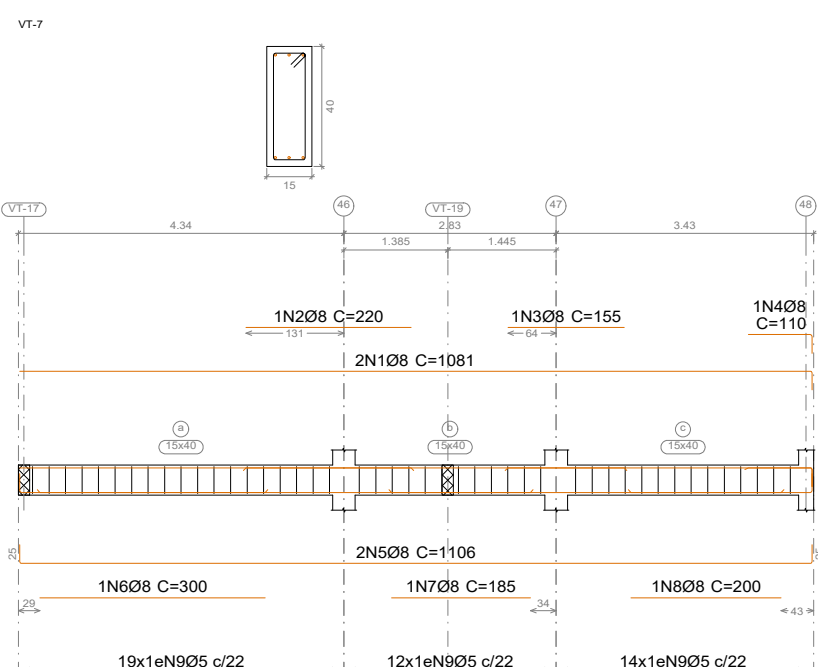 VT-7
40
15
VT-17
46
VT-19
47
48
4.34
2.83
3.43
1.385
1.445
1N4Ø8
C=110
1N2Ø8 C=220
1N3Ø8 C=155
131
64
2N1Ø8 C=1081
a
b
c
15x40
15x40
15x40
25
2N5Ø8 C=1106
1N6Ø8 C=300
1N7Ø8 C=185
1N8Ø8 C=200
29
34
43
19x1eN9Ø5 c/22
12x1eN9Ø5 c/22
14x1eN9Ø5 c/22